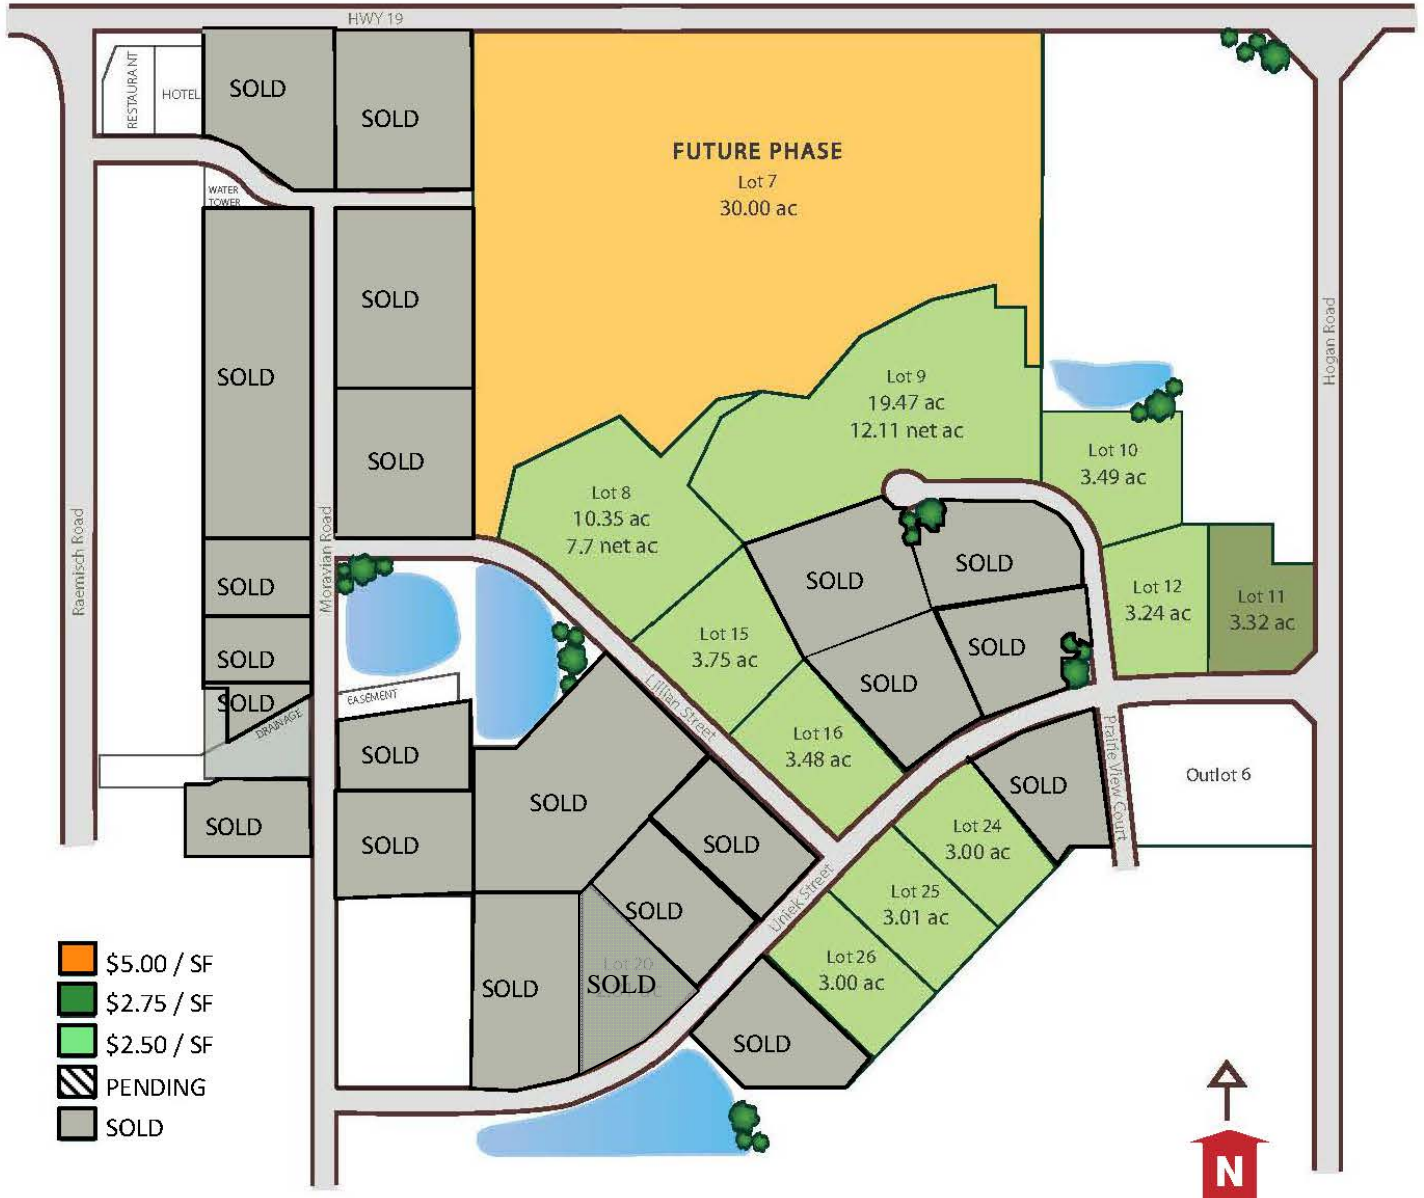 HWY 19
RESTAURANT
HOTEL
SOLD
SOLD
FUTURE PHASE
Lot 7
30.00 ac
WATER
TOWER
SOLD
SOLD
SOLD
Hogan Road
Lot 9
19.47 ac
12.11 net ac
Lot 10
3.49 ac
Lot 8
10.35 ac
7.7 net ac
Raemisch Road
Moravian Road
SOLD
SOLD
SOLD
SOLD
SOLD
SOLD
SOLD
DRAINAGE
EASEMENT
Lot 12
3.24 ac
Lot 11
3.32 ac
Lot 15
3.75 ac
Lillian Street
Lot 16
3.48 ac
SOLD
SOLD
SOLD
SOLD
SOLD
SOLD
Prairie View Court
Outlot 6
Lot 24
3.00 ac
Lot 25
3.01 ac
Uniek Street
Lot 26
3.00 ac
SOLD
SOLD
Lot 20
SOLD
SOLD
$5.00 / SF
$2.75 / SF
$2.50 / SF
PENDING
SOLD
N